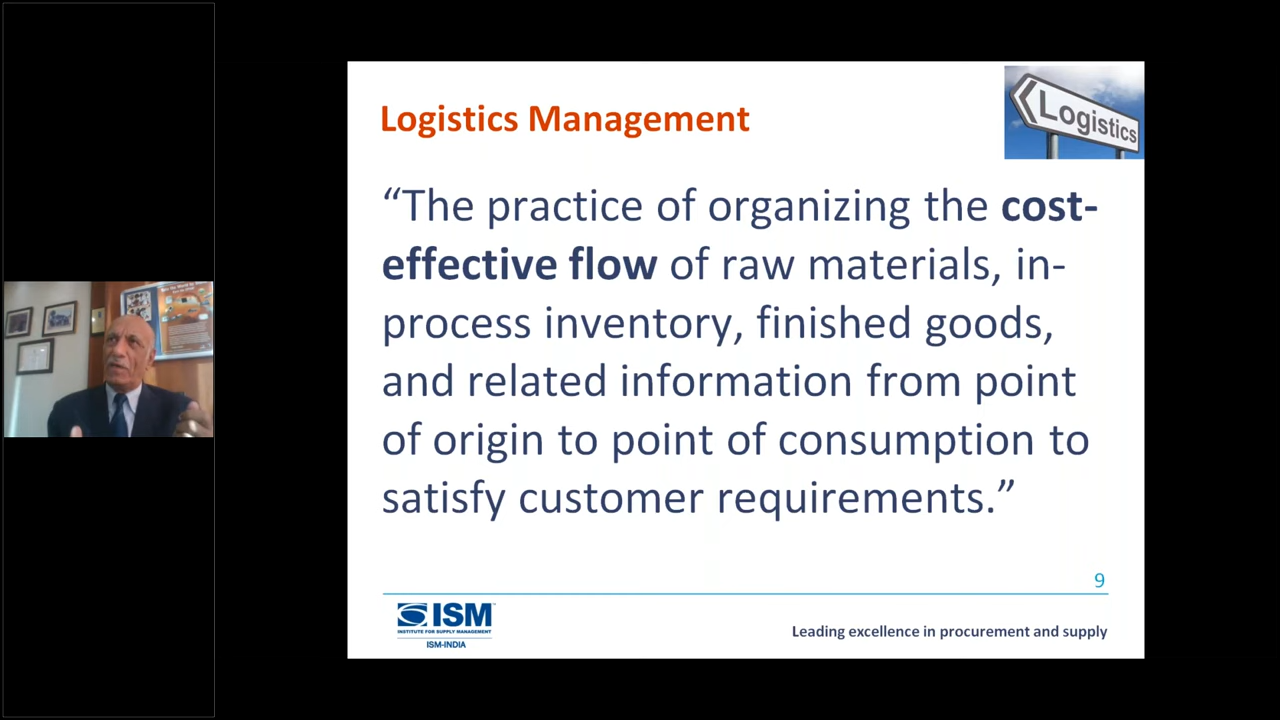 Logistics Management
Logistics
“The practice of organizing the cost-
effective flow of raw materials, in-
process inventory, finished goods,
and related information from point
of origin to point of consumption to
satisfy customer requirements.”
9
ISM
INSTITUTE FOR SUPPLY MANAGEMENT
ISM-INDIA
Leading excellence in procurement and supply